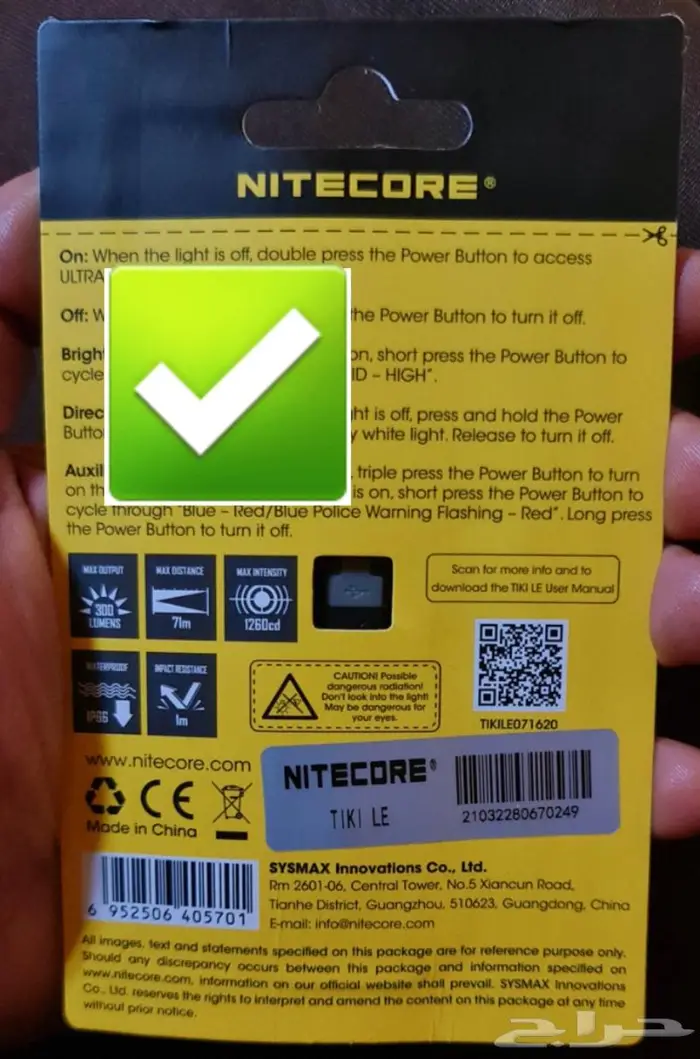 NITECORE®
On: When the light is off, double press the Power Button to access
ULTRA
Off: W the Power Button to turn it off.
Bright on, short press the Power Button to
cycle ID – HIGH".
Direc ht is off, press and hold the Power
Butto y white light. Release to turn it off.
Auxil , triple press the Power Button to turn
on th is on, short press the Power Button to
cycle through "Blue – Red/Blue Police Warning Flashing – Red". Long press
the Power Button to turn it off.
MAX OUTPUT
300
LUMENS
MAX DISTANCE
71m
MAX INTENSITY
1260cd
Scan for more info and to
download the TIKI LE User Manual
WATERPROOF
IP66
IMPACT RESISTANCE
1m
CAUTION! Possible
dangerous radiation!
Don't look into the light!
May be dangerous for
your eyes.
TIKILE071620
www.nitecore.com
CE
Made in China
NITECORE®
TIKI LE
21032280670249
6 952506 405701
SYSMAX Innovations Co., Ltd.
Rm 2601-06, Central Tower, No.5 Xiancun Road,
Tianhe District, Guangzhou, 510623, Guangdong, China
E-mail: info@nitecore.com
All images, text and statements specified on this package are for reference purpose only.
Should any discrepancy occurs between this package and information specified on
www.nitecore.com, information on our official website shall prevail. SYSMAX Innovations
Co., Ltd. reserves the rights to interpret and amend the content on this package at any time
without prior notice.
حراج